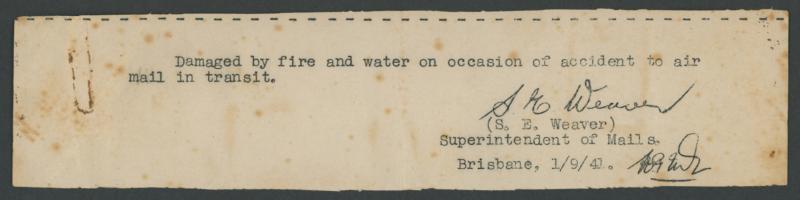 Damaged by fire and water on occasion of accident to air
mail in transit.
S. E. Weaver
(S. E. Weaver)
Superintendent of Mails.
Brisbane, 1/9/41.